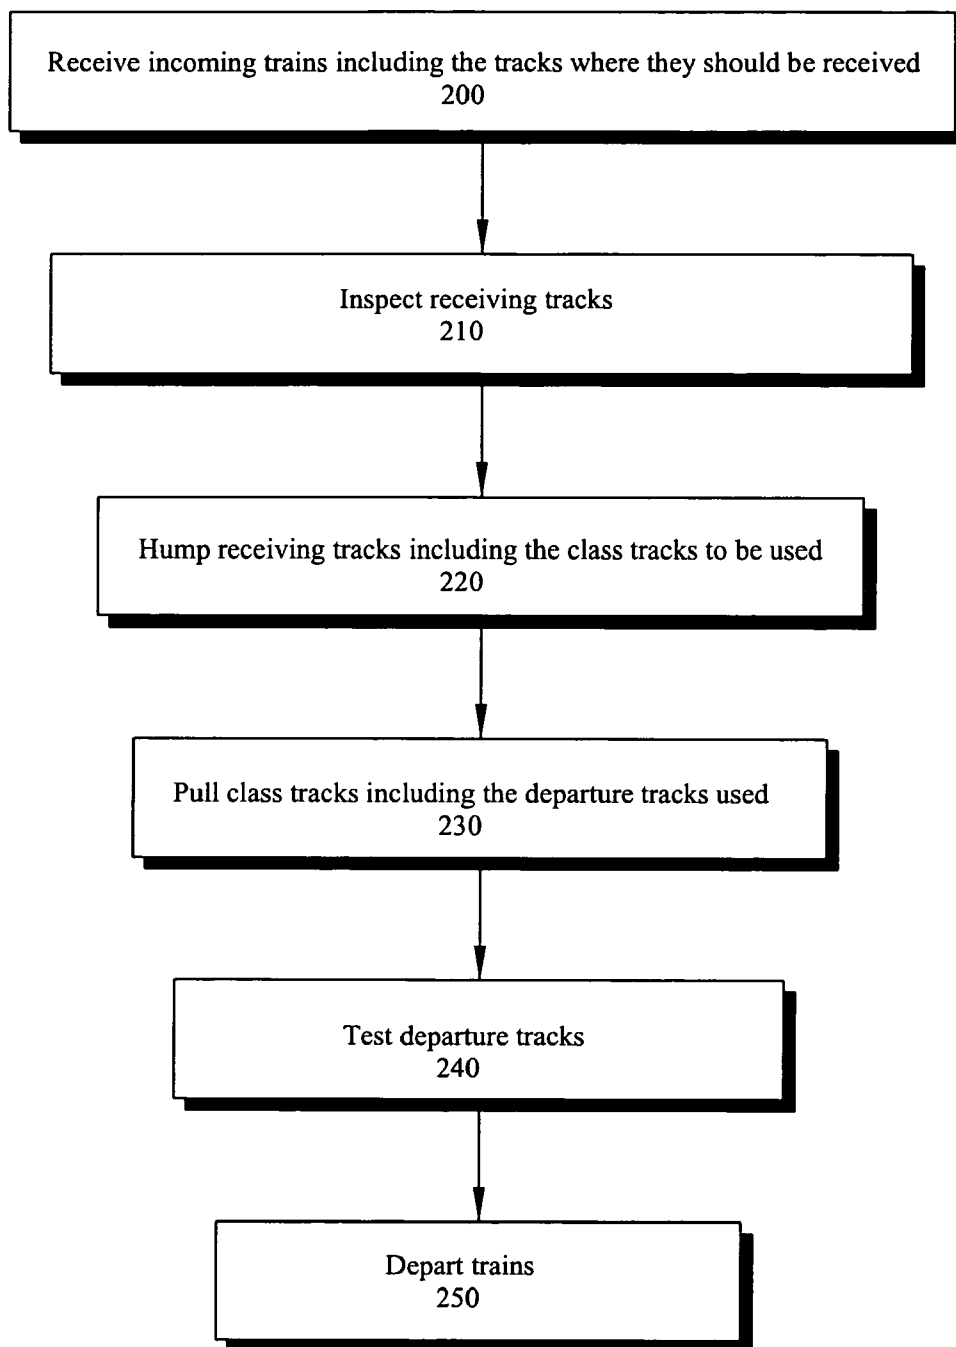 Receive incoming trains including the tracks where they should be received
200
Inspect receiving tracks
210
Hump receiving tracks including the class tracks to be used
220
Pull class tracks including the departure tracks used
230
Test departure tracks
240
Depart trains
250